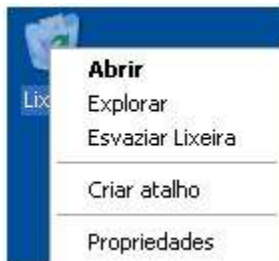 Abrir
Lix
Explorar
Esvaziar Lixeira
Criar atalho
Propriedades